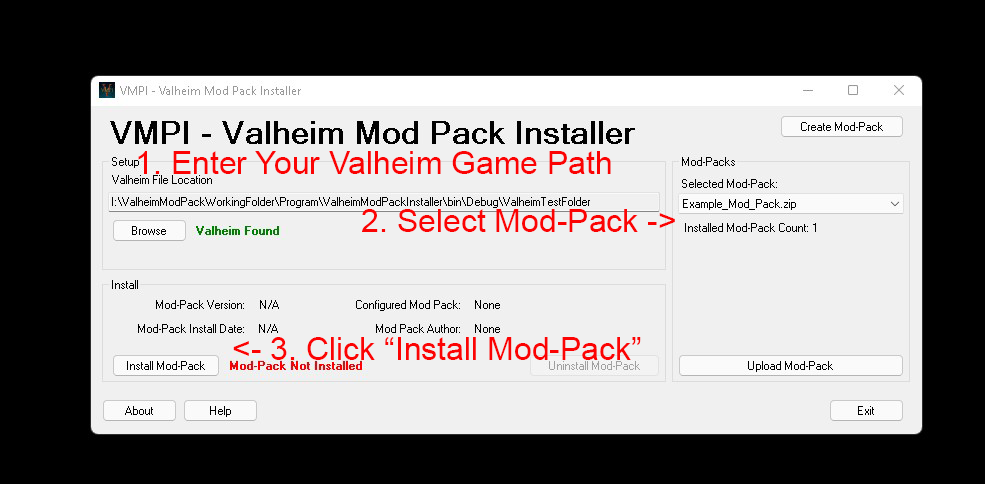 VMPI - Valheim Mod Pack Installer
VMPI - Valheim Mod Pack Installer
Create Mod-Pack
Setup
1. Enter Your Valheim Game Path
Valheim File Location
I:\ValheimModPack\WorkingFolder\Program\ValheimModPackInstaller\bin\Debug\ValheimTestFolder
Browse
Valheim Found
2. Select Mod-Pack ->
Mod-Packs
Selected Mod-Pack:
Example_Mod_Pack.zip
Installed Mod-Pack Count: 1
Install
Mod-Pack Version: N/A
Configured Mod Pack: None
Mod-Pack Install Date: N/A
Mod Pack Author: None
<- 3. Click “Install Mod-Pack”
Install Mod-Pack
Mod-Pack Not Installed
Uninstall Mod-Pack
Upload Mod-Pack
About
Help
Exit